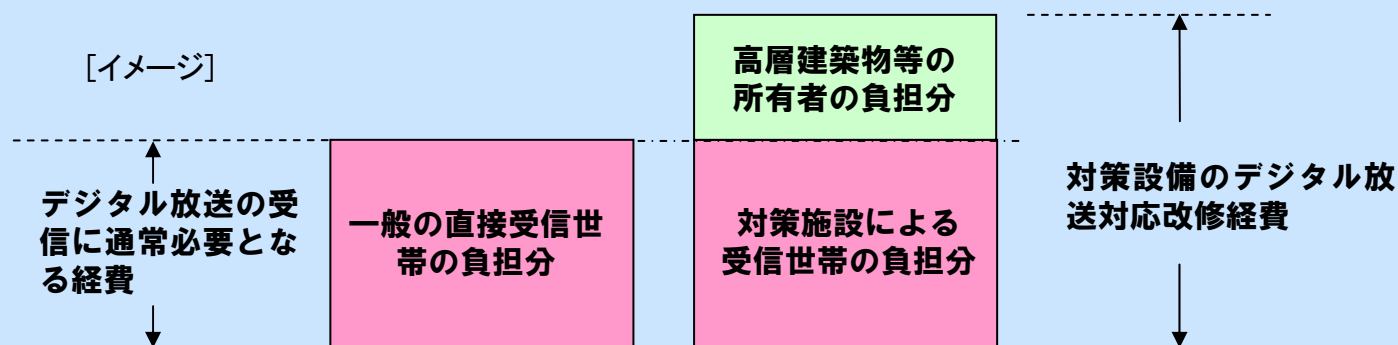 ［イメージ］
高層建築物等の
所有者の負担分
デジタル放送の受
信に通常必要とな
る経費
一般の直接受信世
帯の負担分
対策施設による
受信世帯の負担分
対策設備のデジタル放
送対応改修経費